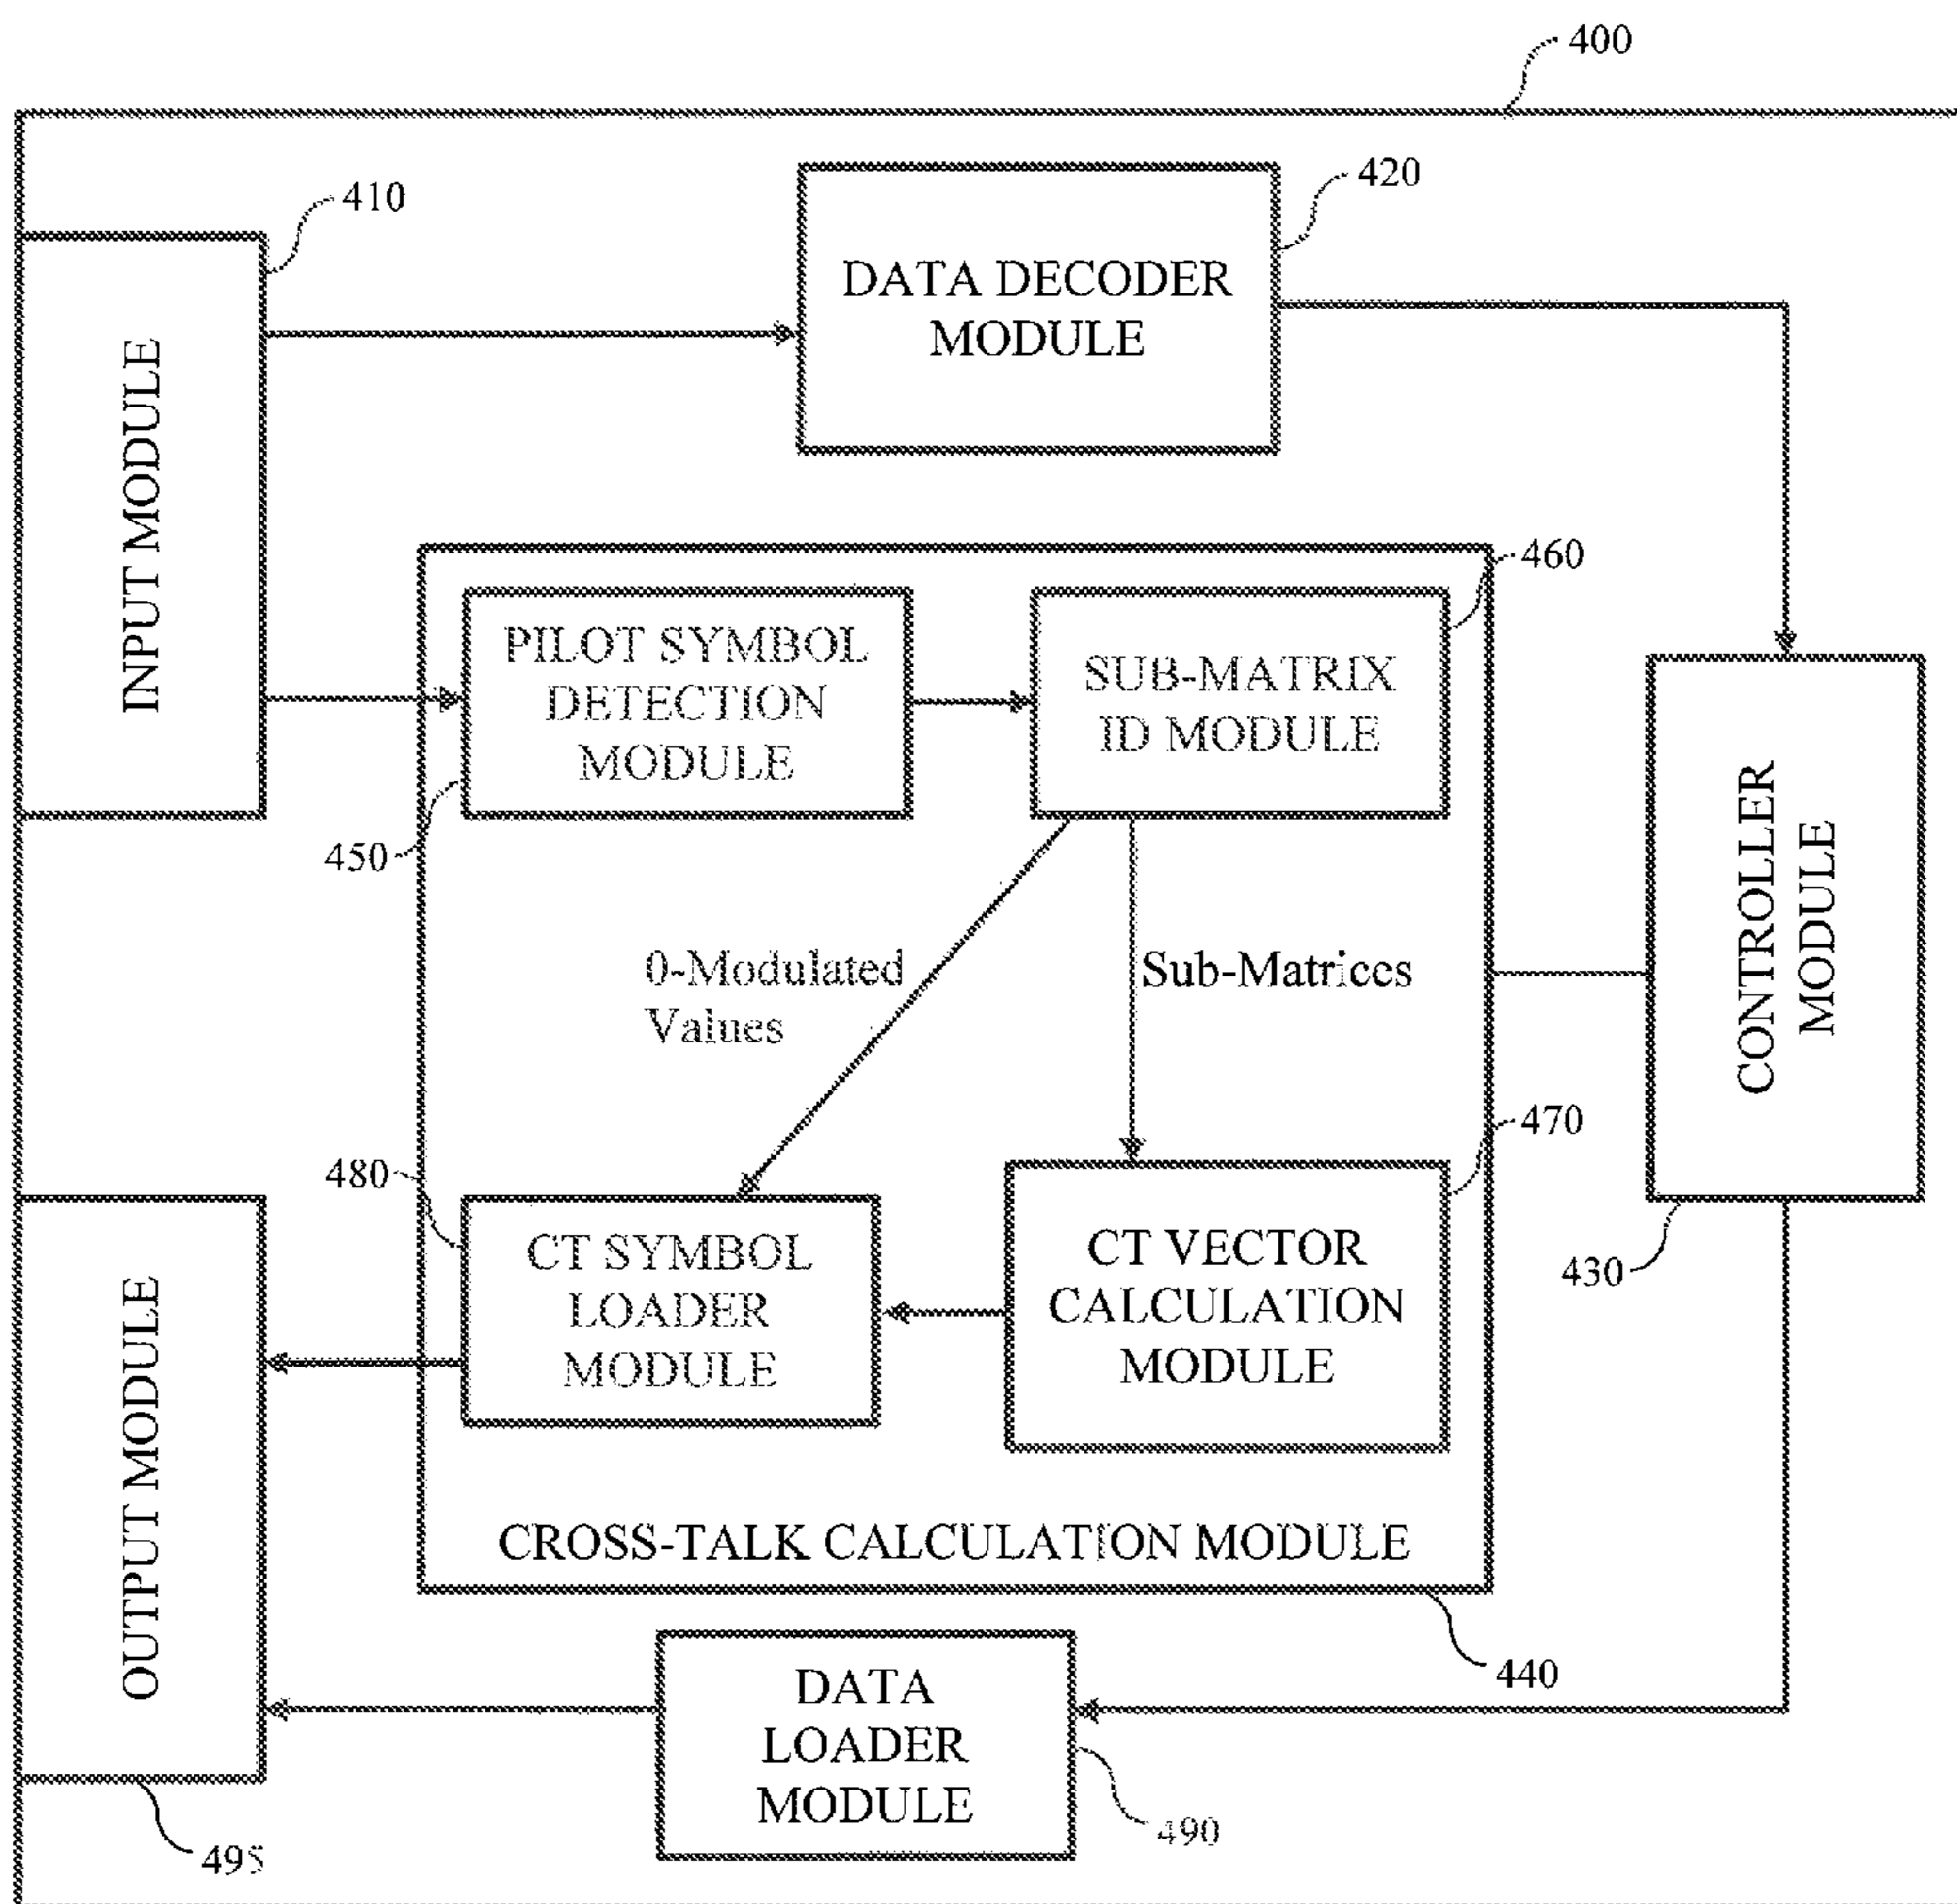 400
410
420
DATA DECODER
MODULE
INPUT MODULE
460
PILOT SYMBOL
DETECTION
MODULE
SUB-MATRIX
ID MODULE
450
CONTROLLER
MODULE
0-Modulated
Values
Sub-Matrices
470
480
CT SYMBOL
LOADER
MODULE
CT VECTOR
CALCULATION
MODULE
430
OUTPUT MODULE
CROSS-TALK CALCULATION MODULE
440
DATA
LOADER
MODULE
490
495